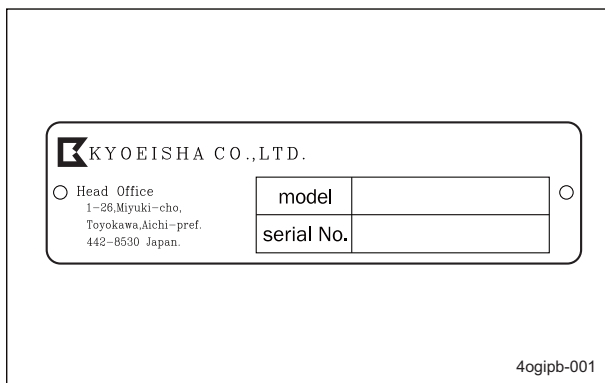 KYOEISHA CO.,LTD.
Head Office
1-26,Miyuki-cho,
Toyokawa,Aichi-pref.
442-8530 Japan.
model
serial No.
4ogipb-001